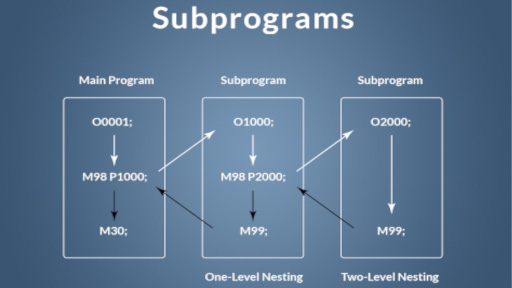 Subprograms
Main Program
Subprogram
Subprogram
O0001;
O1000;
O2000;
M98 P1000;
M98 P2000;
M30;
M99;
M99;
One-Level Nesting
Two-Level Nesting